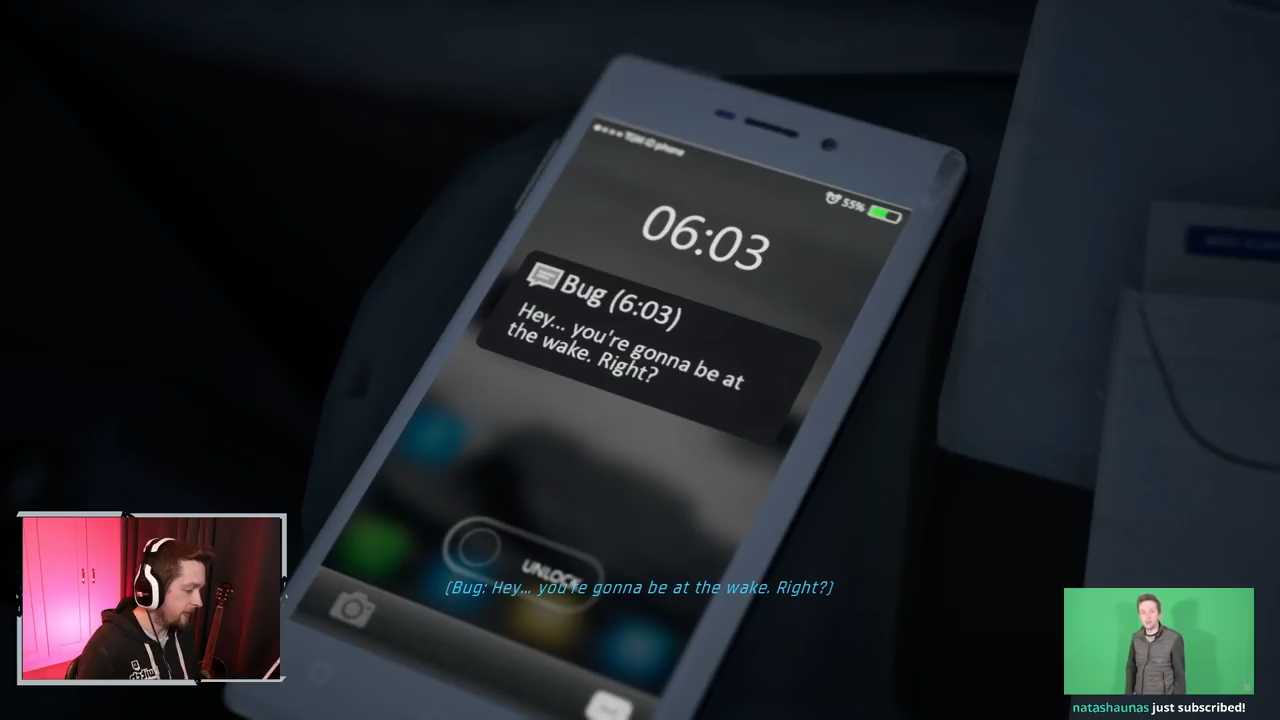 55%
06:03
Bug (6:03)
Hey... you're gonna be at
the wake. Right?
UNLOCK
(Bug: Hey... you're gonna be at the wake. Right?)
natashaunas just subscribed!